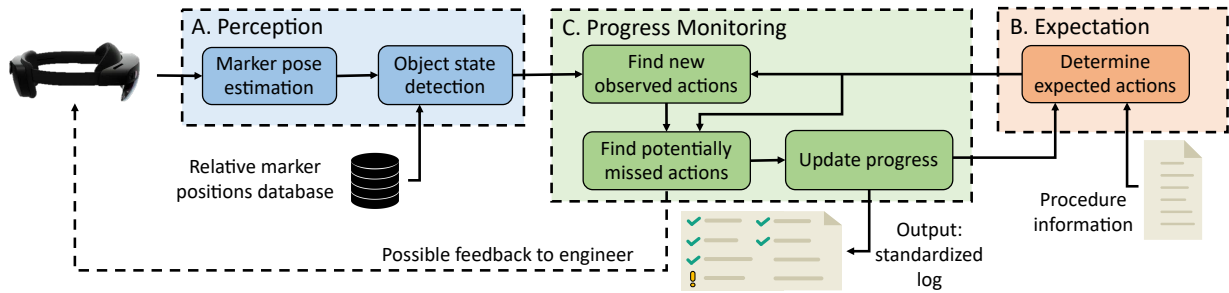 A. Perception
Marker pose
estimation
Object state
detection
Relative marker
positions database
C. Progress Monitoring
Find new
observed actions
Find potentially
missed actions
Update progress
B. Expectation
Determine
expected actions
Procedure
information
Possible feedback to engineer
Output:
standardized
log